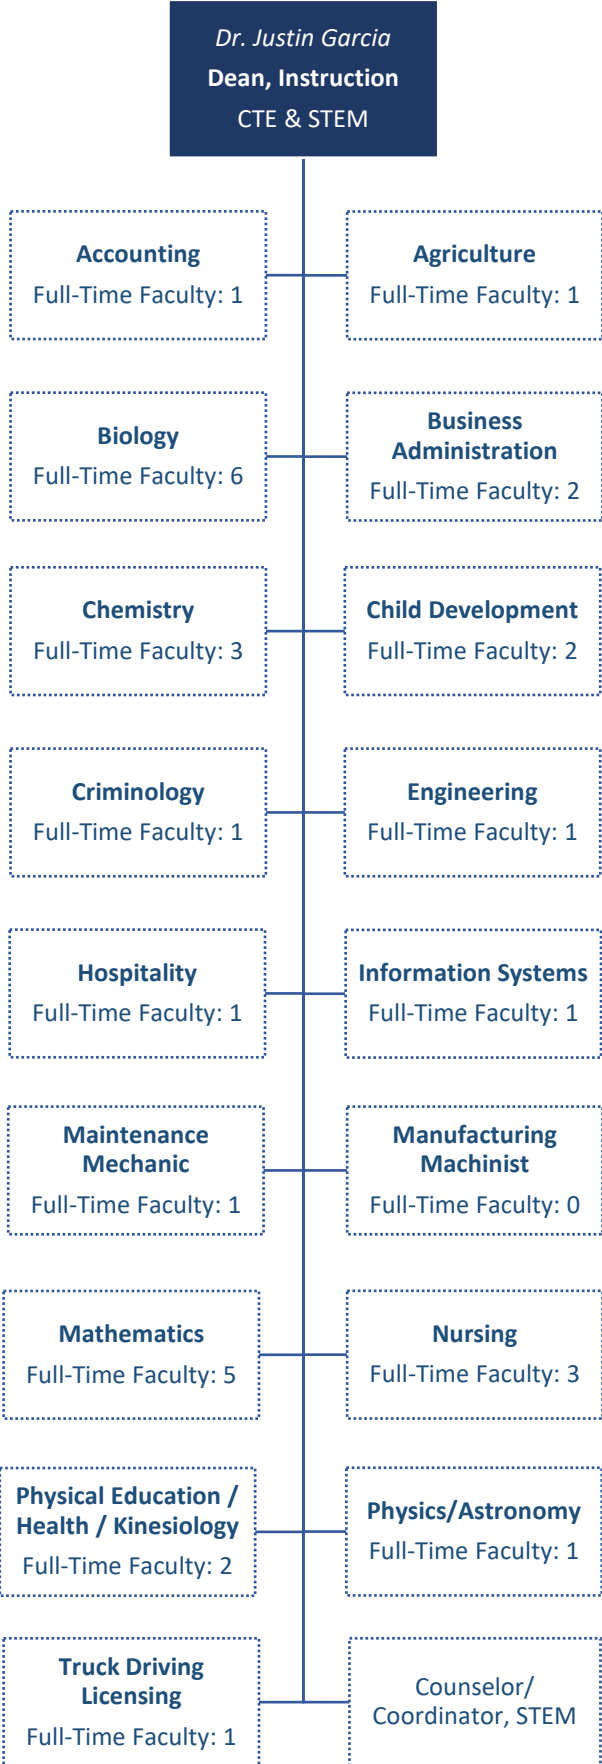 Dr. Justin Garcia
Dean, Instruction
CTE & STEM
Accounting
Full-Time Faculty: 1
Agriculture
Full-Time Faculty: 1
Biology
Full-Time Faculty: 6
Business
Administration
Full-Time Faculty: 2
Chemistry
Full-Time Faculty: 3
Child Development
Full-Time Faculty: 2
Criminology
Full-Time Faculty: 1
Engineering
Full-Time Faculty: 1
Hospitality
Full-Time Faculty: 1
Information Systems
Full-Time Faculty: 1
Maintenance
Mechanic
Full-Time Faculty: 1
Manufacturing
Machinist
Full-Time Faculty: 0
Mathematics
Full-Time Faculty: 5
Nursing
Full-Time Faculty: 3
Physical Education /
Health / Kinesiology
Full-Time Faculty: 2
Physics/Astronomy
Full-Time Faculty: 1
Truck Driving
Licensing
Full-Time Faculty: 1
Counselor/
Coordinator, STEM